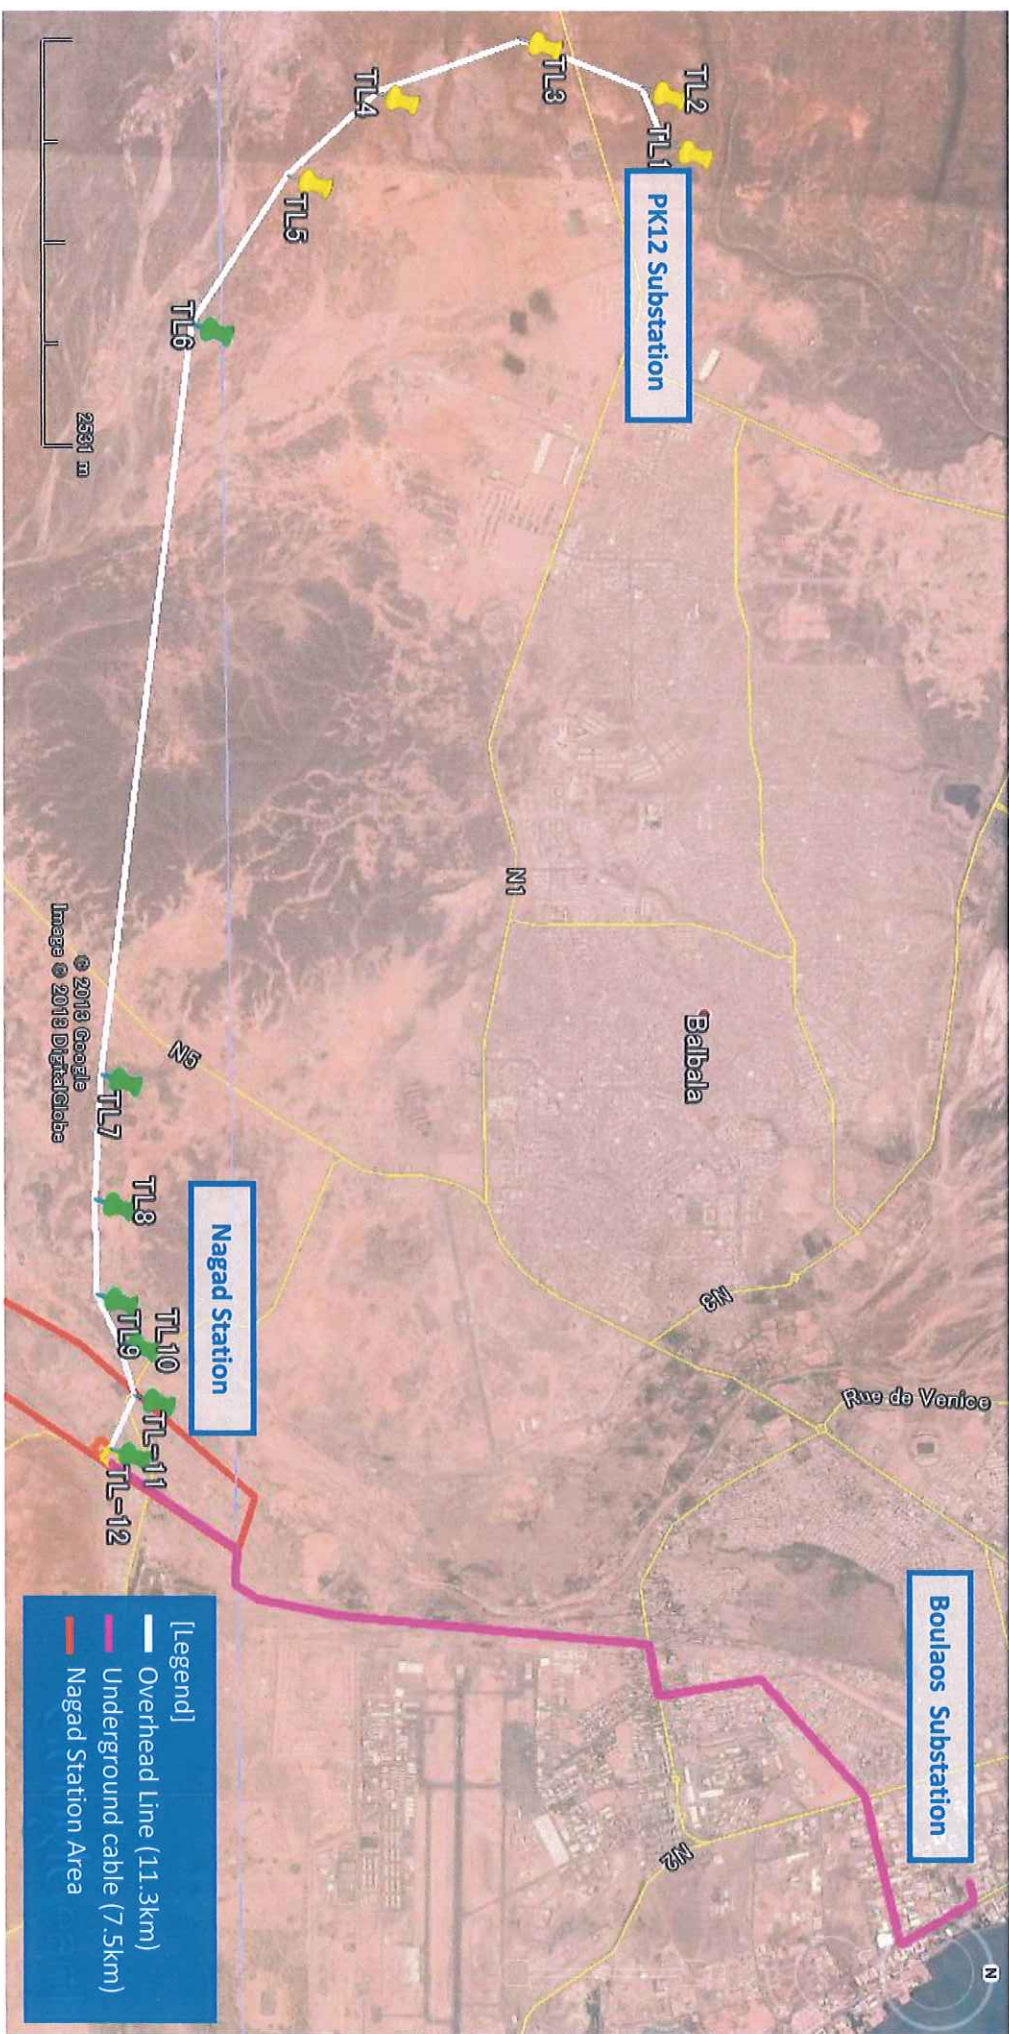 TL3
TL2
TL1
TL4
TL5
TL6
PK12 Substation
2531 m
N1
Balbala
N5
© 2013 Google
Image © 2013 DigitalGlobe
TL7
TL8
TL9
TL10
TL-11
TL-12
Nagad Station
N3
Rue de Venice
Boulaos Substation
N2
N
[Legend]
Overhead Line (11.3km)
Underground cable (7.5km)
Nagad Station Area